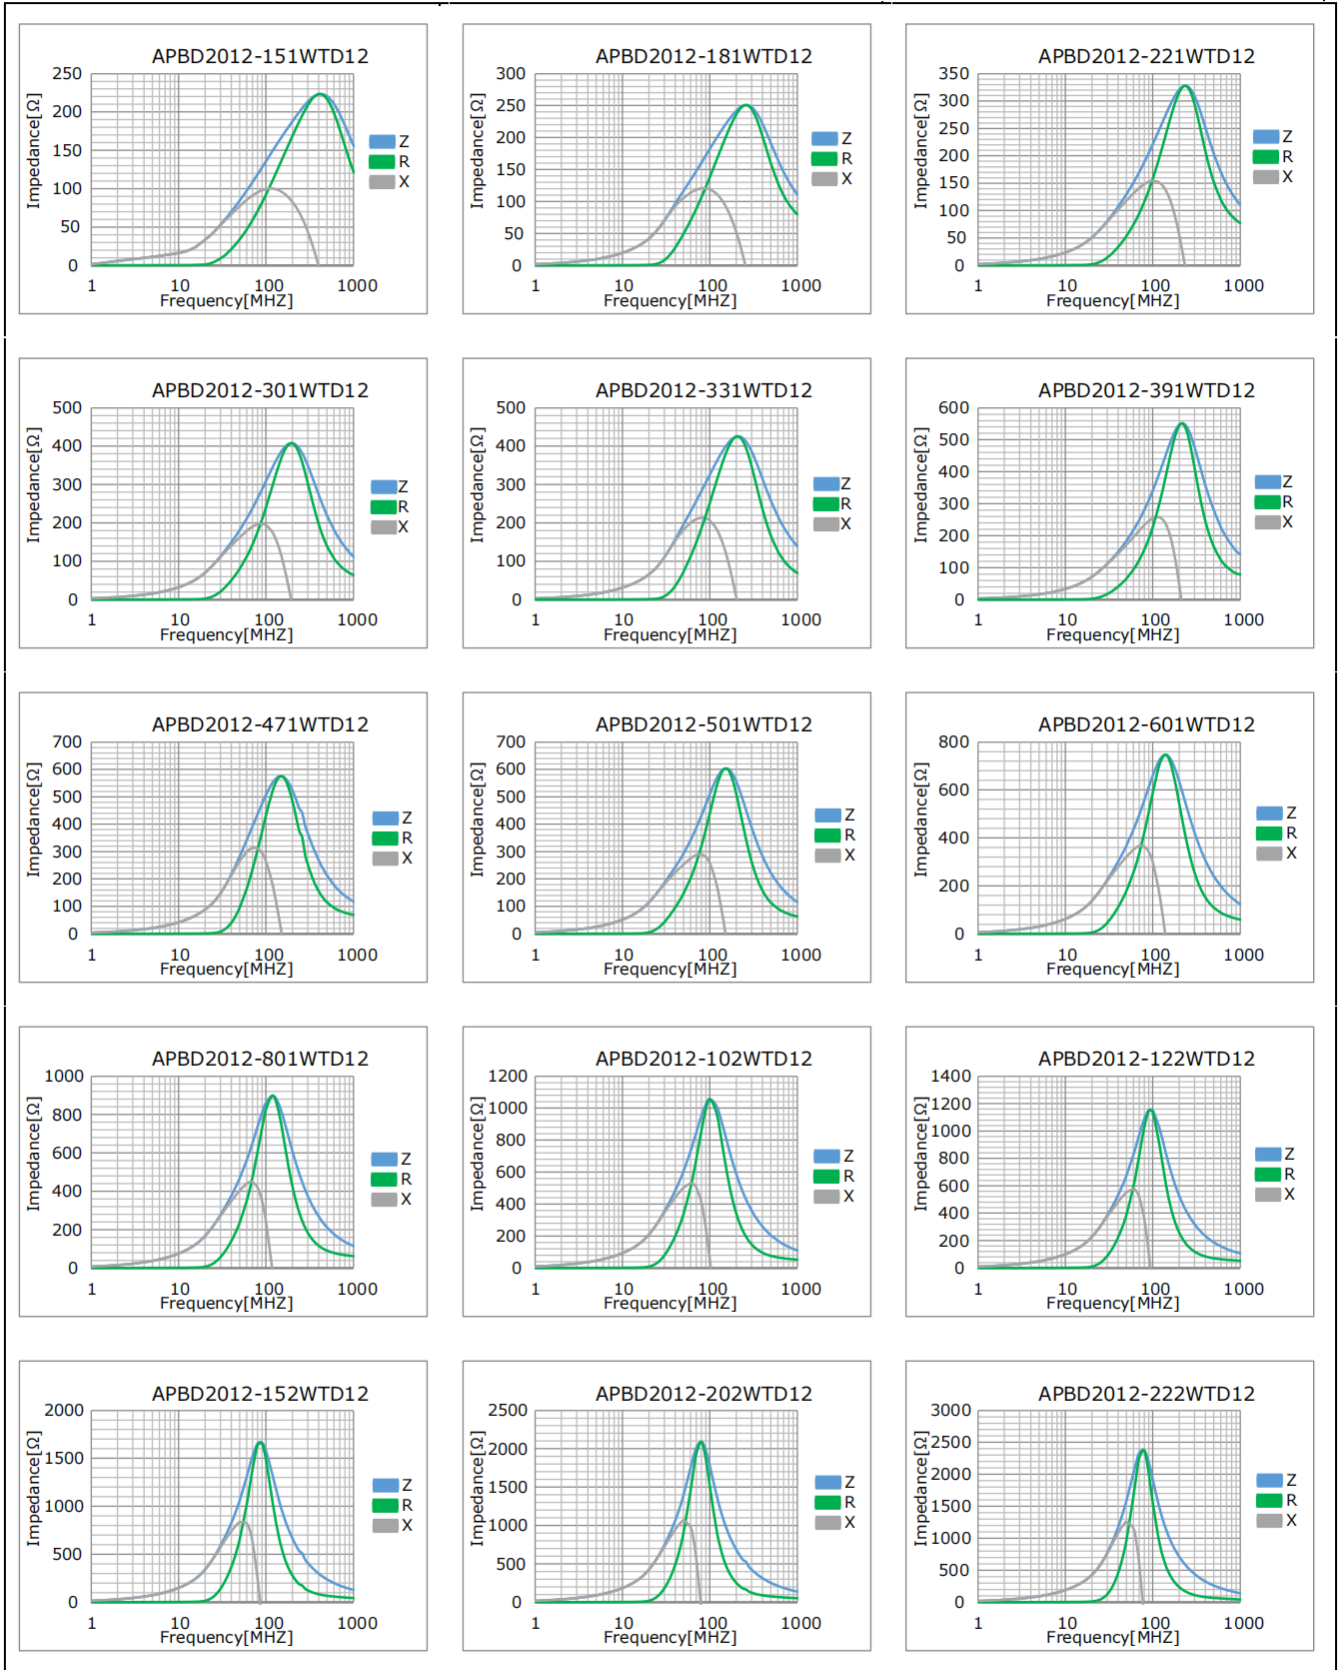 APBD2012-151WTD12
250
200
150
100
50
0
Impedance[Ω]
Z
R
X
1 10 100 1000
Frequency[MHZ]
APBD2012-181WTD12
300
250
200
150
100
50
0
Impedance[Ω]
Z
R
X
1 10 100 1000
Frequency[MHZ]
APBD2012-221WTD12
350
300
250
200
150
100
50
0
Impedance[Ω]
Z
R
X
1 10 100 1000
Frequency[MHZ]
APBD2012-301WTD12
500
400
300
200
100
0
Impedance[Ω]
Z
R
X
1 10 100 1000
Frequency[MHZ]
APBD2012-331WTD12
500
400
300
200
100
0
Impedance[Ω]
Z
R
X
1 10 100 1000
Frequency[MHZ]
APBD2012-391WTD12
600
500
400
300
200
100
0
Impedance[Ω]
Z
R
X
1 10 100 1000
Frequency[MHZ]
APBD2012-471WTD12
700
600
500
400
300
200
100
0
Impedance[Ω]
Z
R
X
1 10 100 1000
Frequency[MHZ]
APBD2012-501WTD12
700
600
500
400
300
200
100
0
Impedance[Ω]
Z
R
X
1 10 100 1000
Frequency[MHZ]
APBD2012-601WTD12
800
600
400
200
0
Impedance[Ω]
Z
R
X
1 10 100 1000
Frequency[MHZ]
APBD2012-801WTD12
1000
800
600
400
200
0
Impedance[Ω]
Z
R
X
1 10 100 1000
Frequency[MHZ]
APBD2012-102WTD12
1200
1000
800
600
400
200
0
Impedance[Ω]
Z
R
X
1 10 100 1000
Frequency[MHZ]
APBD2012-122WTD12
1400
1200
1000
800
600
400
200
0
Impedance[Ω]
Z
R
X
1 10 100 1000
Frequency[MHZ]
APBD2012-152WTD12
2000
1500
1000
500
0
Impedance[Ω]
Z
R
X
1 10 100 1000
Frequency[MHZ]
APBD2012-202WTD12
2500
2000
1500
1000
500
0
Impedance[Ω]
Z
R
X
1 10 100 1000
Frequency[MHZ]
APBD2012-222WTD12
3000
2500
2000
1500
1000
500
0
Impedance[Ω]
Z
R
X
1 10 100 1000
Frequency[MHZ]